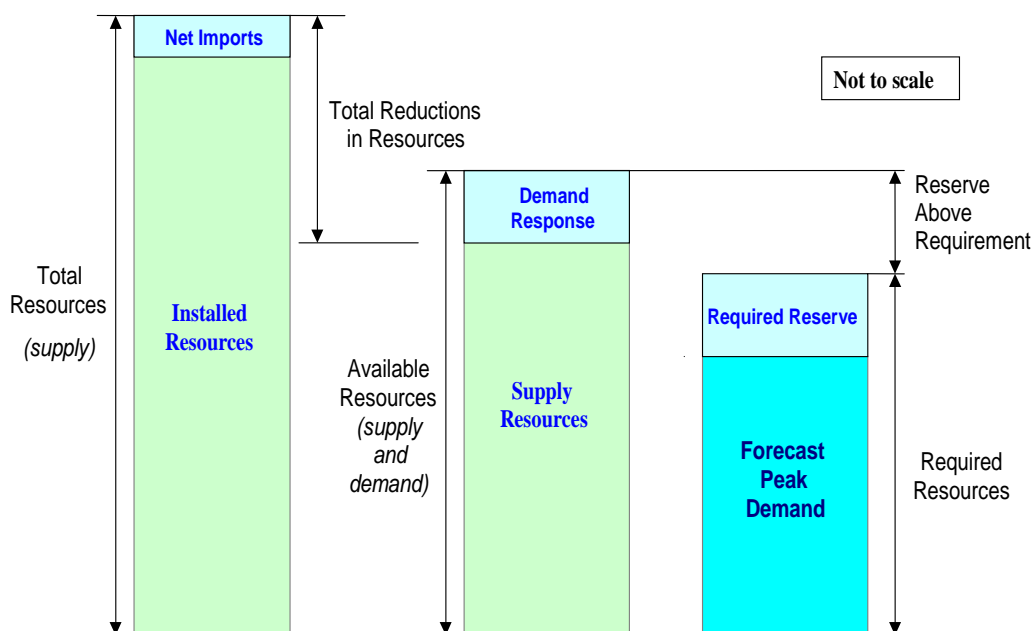 Net Imports
Not to scale
Total Reductions
in Resources
Demand
Response
Reserve
Above
Requirement
Total
Resources
(supply)
Installed
Resources
Required Reserve
Available
Resources
(supply
and
demand)
Supply
Resources
Forecast
Peak
Demand
Required
Resources